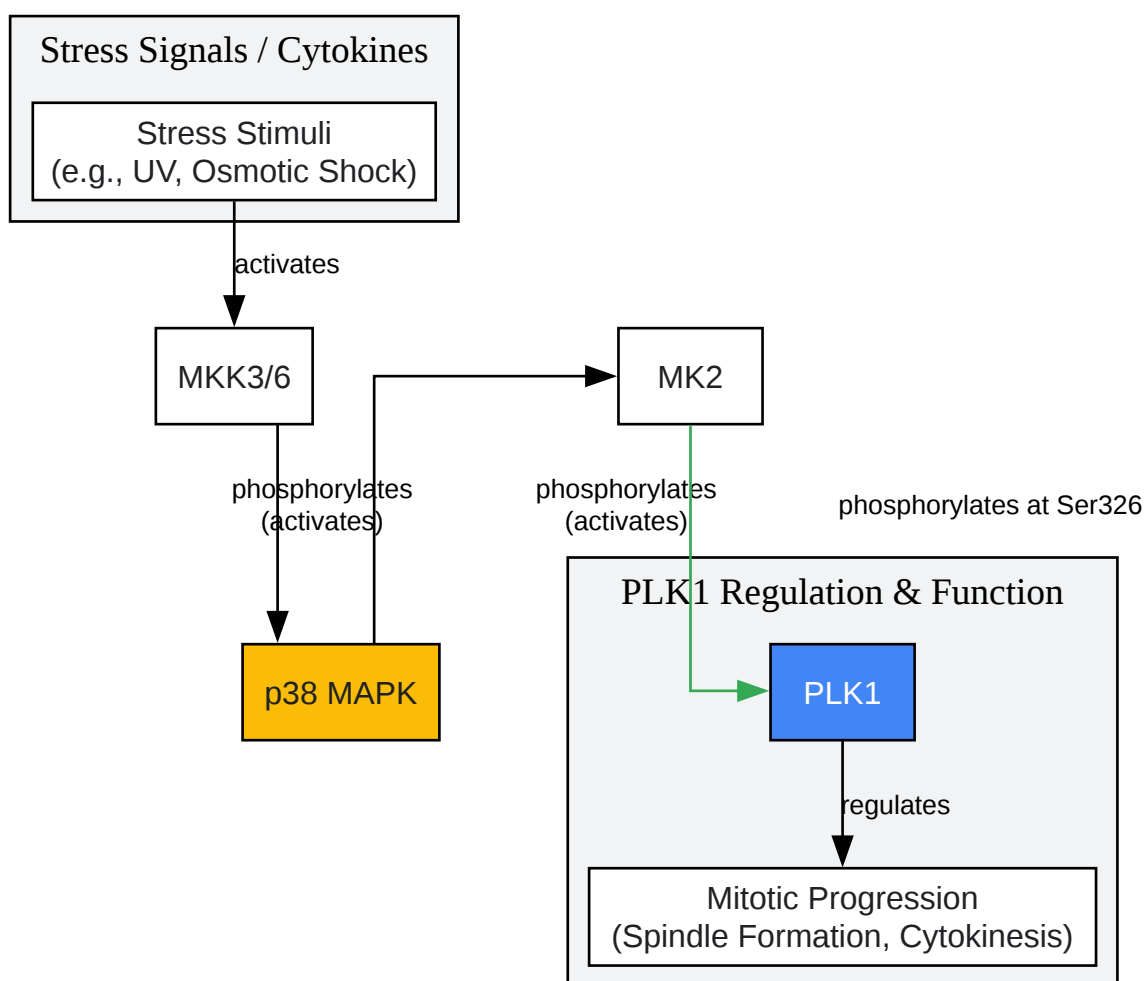 Stress Signals / Cytokines
Stress Stimuli
(e.g., UV, Osmotic Shock)
activates
MKK3/6
MK2
phosphorylates
(activates)
phosphorylates
(activates)
phosphorylates at Ser326
PLK1 Regulation & Function
p38 MAPK
PLK1
regulates
Mitotic Progression
(Spindle Formation, Cytokinesis)